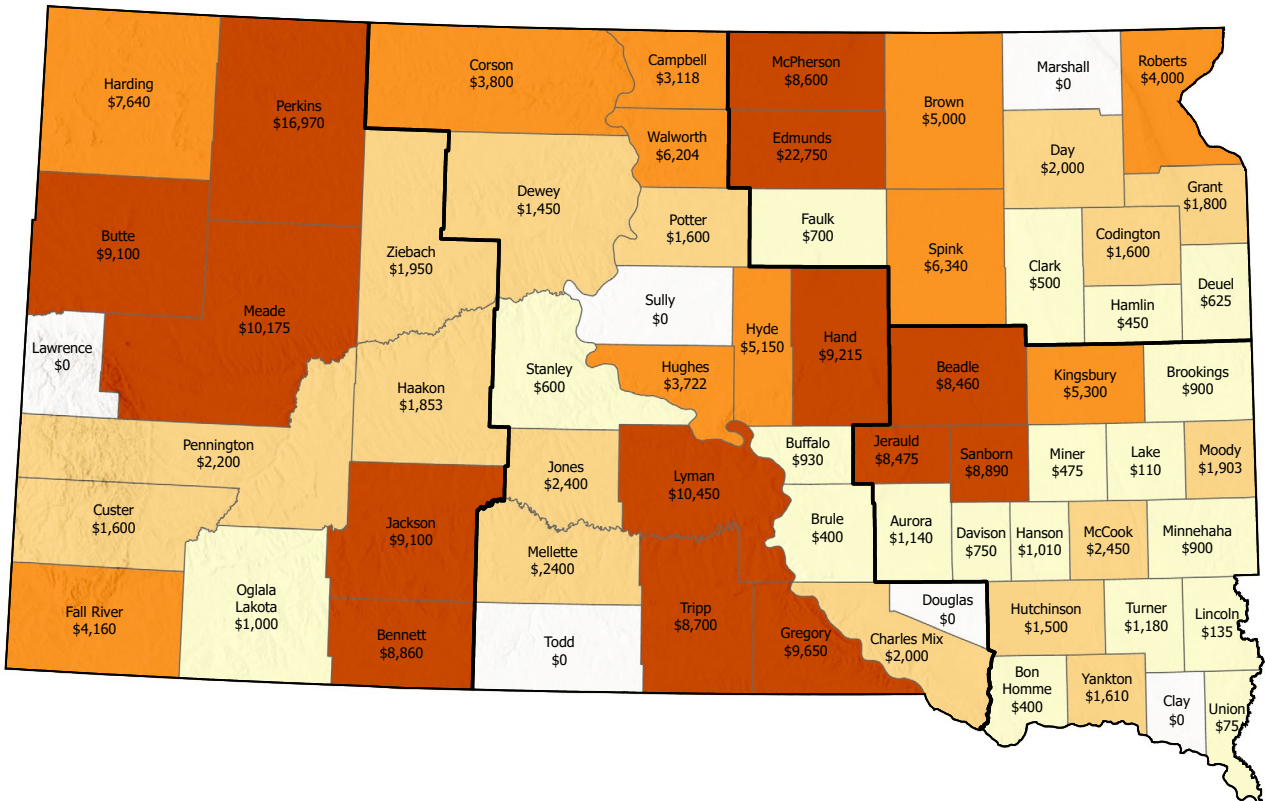 Harding
$7,640
Perkins
$16,970
Corson
$3,800
Campbell
$3,118
McPherson
$8,600
Brown
$5,000
Marshall
$0
Roberts
$4,000
Walworth
$6,204
Edmunds
$22,750
Day
$2,000
Grant
$1,800
Butte
$9,100
Meade
$10,175
Ziebach
$1,950
Dewey
$1,450
Potter
$1,600
Faulk
$700
Spink
$6,340
Clark
$500
Codington
$1,600
Hamlin
$450
Deuel
$625
Lawrence
$0
Haakon
$1,853
Stanley
$600
Sully
$0
Hughes
$3,722
Hyde
$5,150
Hand
$9,215
Beadle
$8,460
Kingsbury
$5,300
Brookings
$900
Pennington
$2,200
Custer
$1,600
Jackson
$9,100
Jones
$2,400
Lyman
$10,450
Buffalo
$930
Jerauld
$8,475
Sanborn
$8,890
Miner
$475
Lake
$110
Moody
$1,903
Brule
$400
Aurora
$1,140
Davison
$750
Hanson
$1,010
McCook
$2,450
Minnehaha
$900
Fall River
$4,160
Oglala
Lakota
$1,000
Bennett
$8,860
Mellette
$,2400
Todd
$0
Tripp
$8,700
Gregory
$9,650
Charles Mix
$2,000
Douglas
$0
Hutchinson
$1,500
Turner
$1,180
Lincoln
$135
Bon
Homme
$400
Yankton
$1,610
Clay
$0
Union
$75